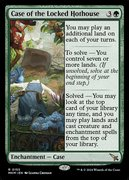 Case of the Locked Hothouse
You may play an
additional land on
each of your turns.
To solve — You
control seven or
more lands. (If
unsolved, solve at the
beginning of your
end step.)
Solved — You may
look at the top
card of your library
any time, and you
may play lands and
cast creature and
enchantment spells
from the top of
your library.
Enchantment — Case